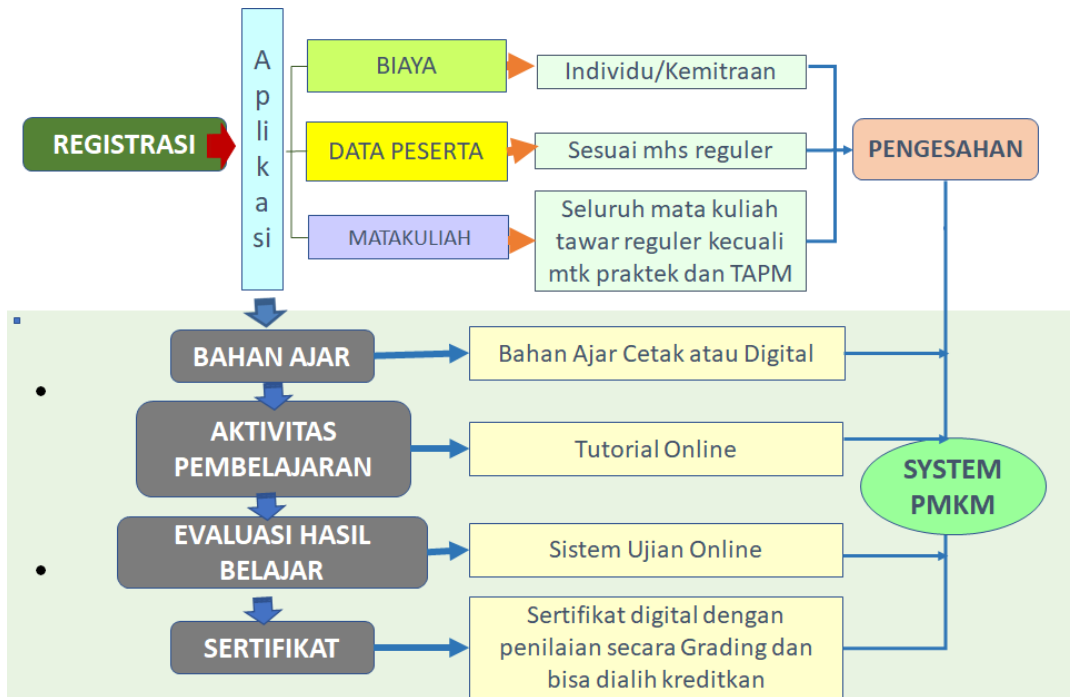 REGISTRASI
Aplikasi
BIAYA
Individu/Kemitraan
DATA PESERTA
Sesuai mhs reguler
MATAKULIAH
Seluruh mata kuliah
tawar reguler kecuali
mtk praktek dan TAPM
PENGESAHAN
BAHAN AJAR
Bahan Ajar Cetak atau Digital
AKTIVITAS
PEMBELAJARAN
Tutorial Online
SYSTEM
PMKM
EVALUASI HASIL
BELAJAR
Sistem Ujian Online
SERTIFIKAT
Sertifikat digital dengan
penilaian secara Grading dan
bisa dialih kreditkan